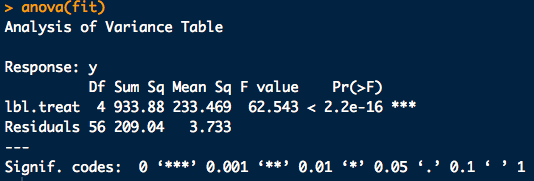 > anova(fit)
Analysis of Variance Table
Response: y
Df Sum Sq Mean Sq F value Pr(>F)
lbl.treat 4 933.88 233.469 62.543 < 2.2e-16 ***
Residuals 56 209.04 3.733
---
Signif. codes: 0 ‘***’ 0.001 ‘**’ 0.01 ‘*’ 0.05 ‘.’ 0.1 ‘ ’ 1